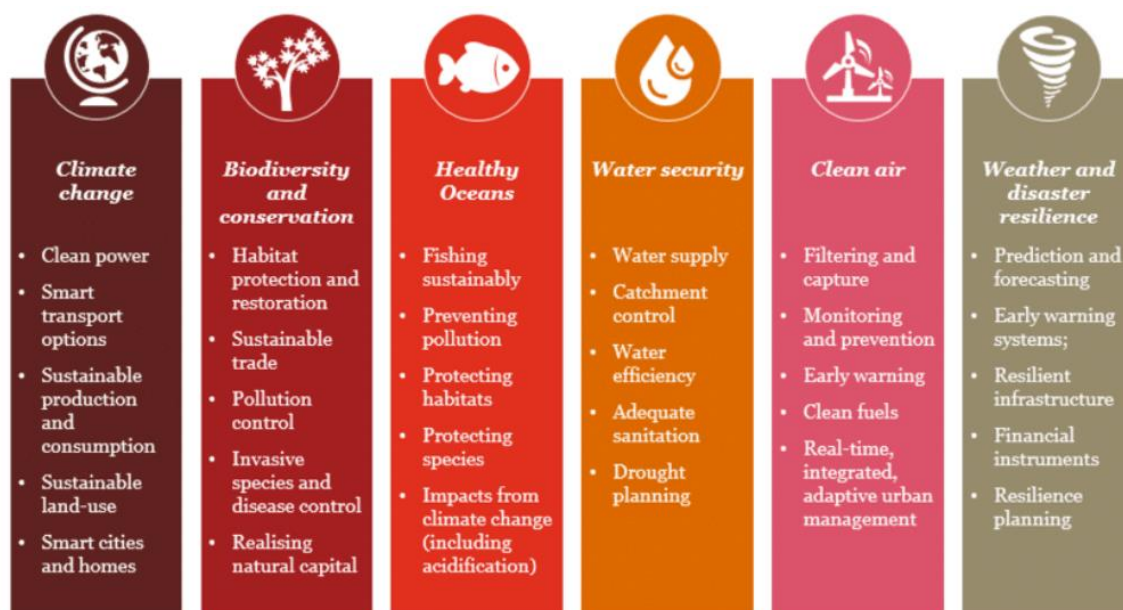 Climate
change
• Clean power
• Smart
transport
options
• Sustainable
production
and
consumption
• Sustainable
land-use
• Smart cities
and homes
Biodiversity
and
conservation
• Habitat
protection and
restoration
• Sustainable
trade
• Pollution
control
• Invasive
species and
disease control
• Realising
natural capital
Healthy
Oceans
• Fishing
sustainably
• Preventing
pollution
• Protecting
habitats
• Protecting
species
• Impacts from
climate change
(including
acidification)
Water security
• Water supply
• Catchment
control
• Water
efficiency
• Adequate
sanitation
• Drought
planning
Clean air
• Filtering and
capture
• Monitoring
and prevention
• Early warning
• Clean fuels
• Real-time,
integrated,
adaptive urban
management
Weather and
disaster
resilience
• Prediction and
forecasting
• Early warning
systems;
• Resilient
infrastructure
• Financial
instruments
• Resilience
planning